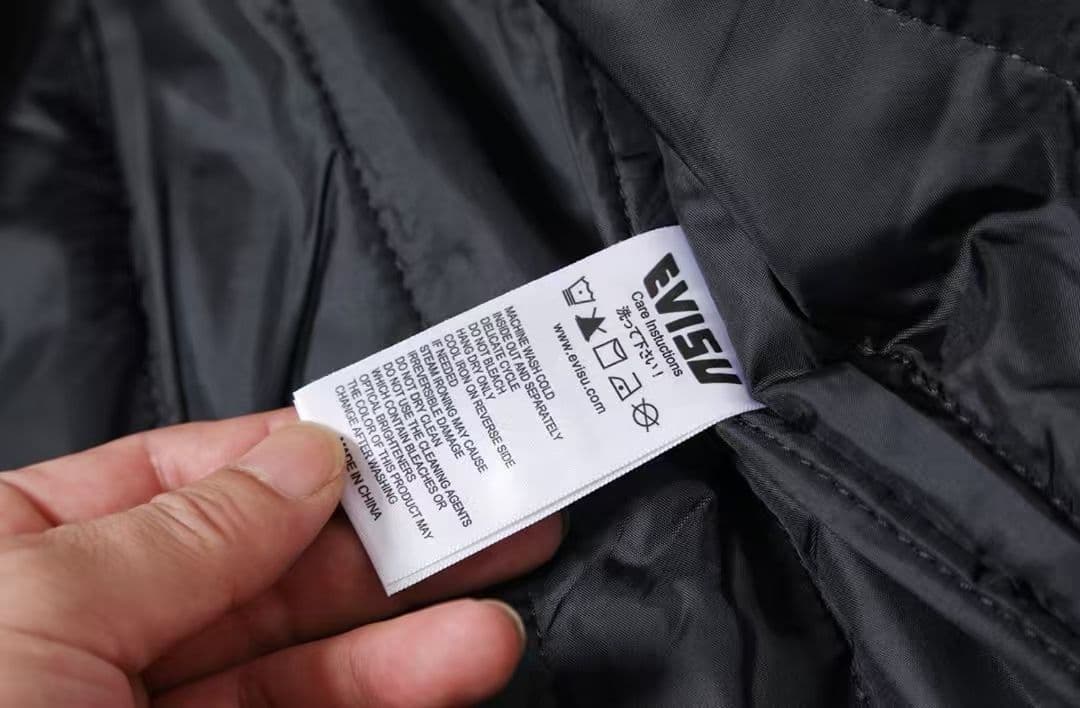 EVISU
Care Instuctions
洗って下さい!
www.evisu.com
MACHINE WASH COLD
INSIDE OUT AND SEPARATELY
DELICATE CYCLE
DO NOT BLEACH
HANG DRY ONLY
COOL IRON ON REVERSE SIDE
IF NEEDED
STEAM IRONING MAY CAUSE
IRREVERSIBLE DAMAGE
DO NOT DRY CLEAN
DO NOT USE THE CLEANING AGENTS
WHICH CONTAIN BLEACHES OR
OPTICAL BRIGHTENERS
THE COLOR OF THIS PRODUCT MAY
CHANGE AFTER WASHING
MADE IN CHINA